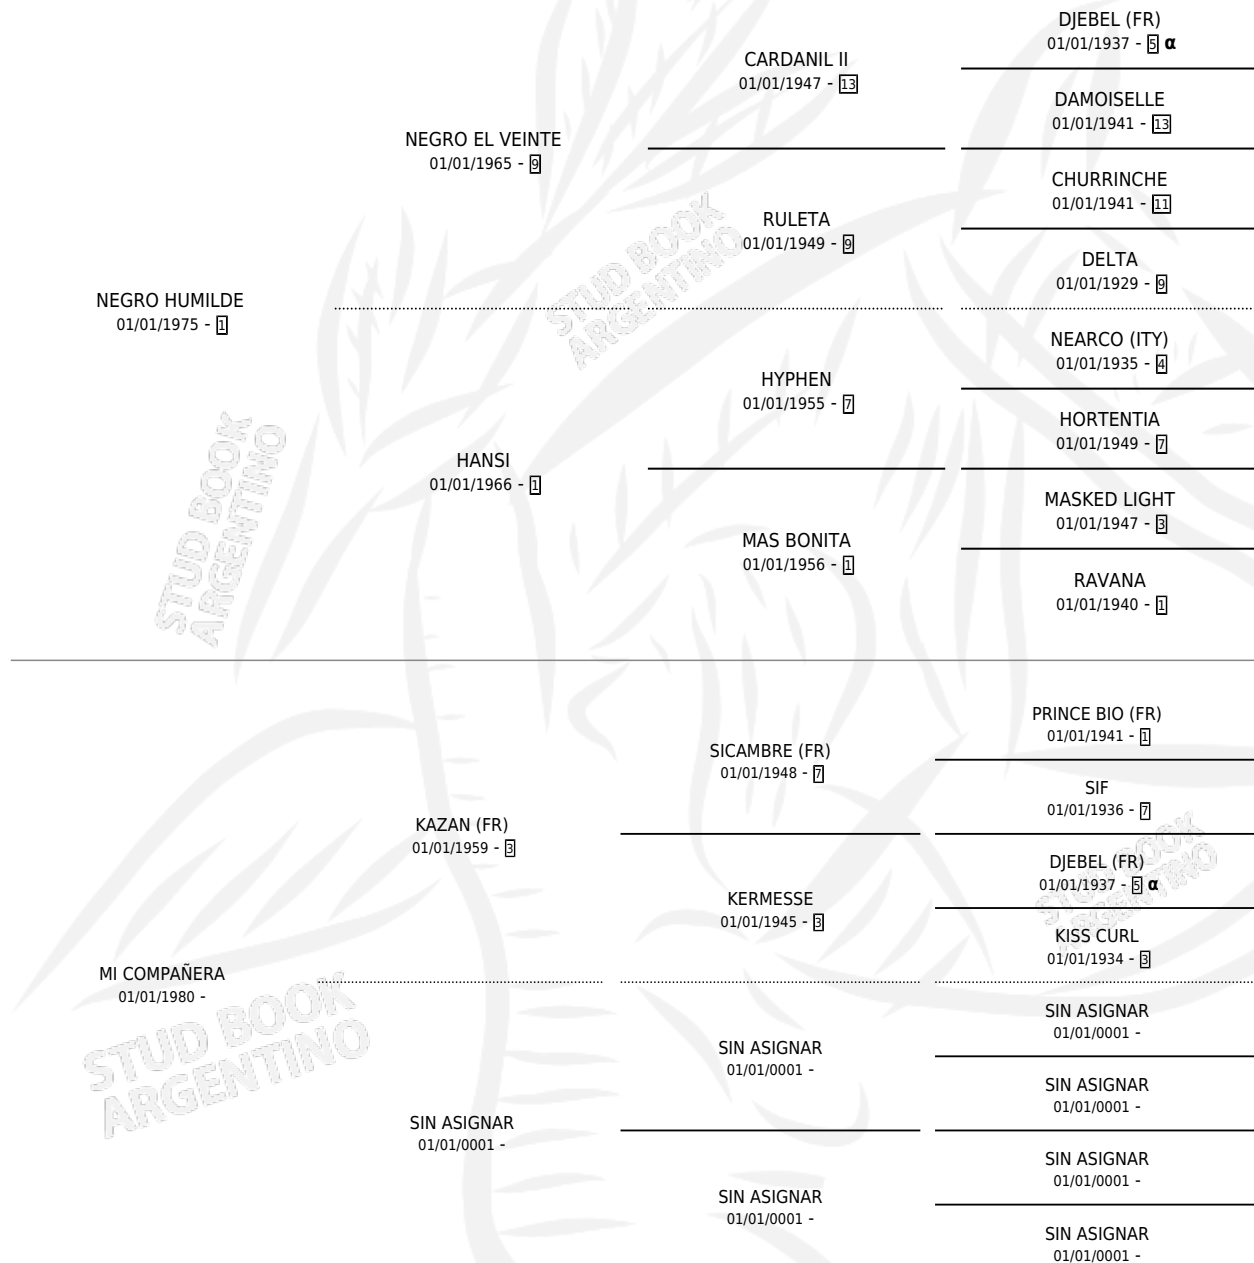 DJEBEL (FR)
01/01/1937 - 5 α
CARDANIL II
01/01/1947 - 13
DAMOISELLE
01/01/1941 - 13
NEGRO EL VEINTE
01/01/1965 - 9
CHURRINCHE
01/01/1941 - 11
RULETA
01/01/1949 - 9
DELTA
01/01/1929 - 9
NEGRO HUMILDE
01/01/1975 - 1
NEARCO (ITY)
01/01/1935 - 4
HYPHEN
01/01/1955 - 7
HORTENTIA
01/01/1949 - 7
HANSI
01/01/1966 - 1
MASKED LIGHT
01/01/1947 - 3
MAS BONITA
01/01/1956 - 1
RAVANA
01/01/1940 - 1
PRINCE BIO (FR)
01/01/1941 - 1
SICAMBRE (FR)
01/01/1948 - 7
SIF
01/01/1936 - 7
KAZAN (FR)
01/01/1959 - 3
DJEBEL (FR)
01/01/1937 - 5 α
KERMESSE
01/01/1945 - 3
KISS CURL
01/01/1934 - 3
MI COMPAÑERA
01/01/1980 -
SIN ASIGNAR
01/01/0001 -
SIN ASIGNAR
01/01/0001 -
SIN ASIGNAR
01/01/0001 -
SIN ASIGNAR
01/01/0001 -
SIN ASIGNAR
01/01/0001 -
SIN ASIGNAR
01/01/0001 -
SIN ASIGNAR
01/01/0001 -
STUD BOOK
ARGENTINO
STUD BOOK
ARGENTINO
STUD BOOK
ARGENTINO
STUD BOOK
ARGENTINO